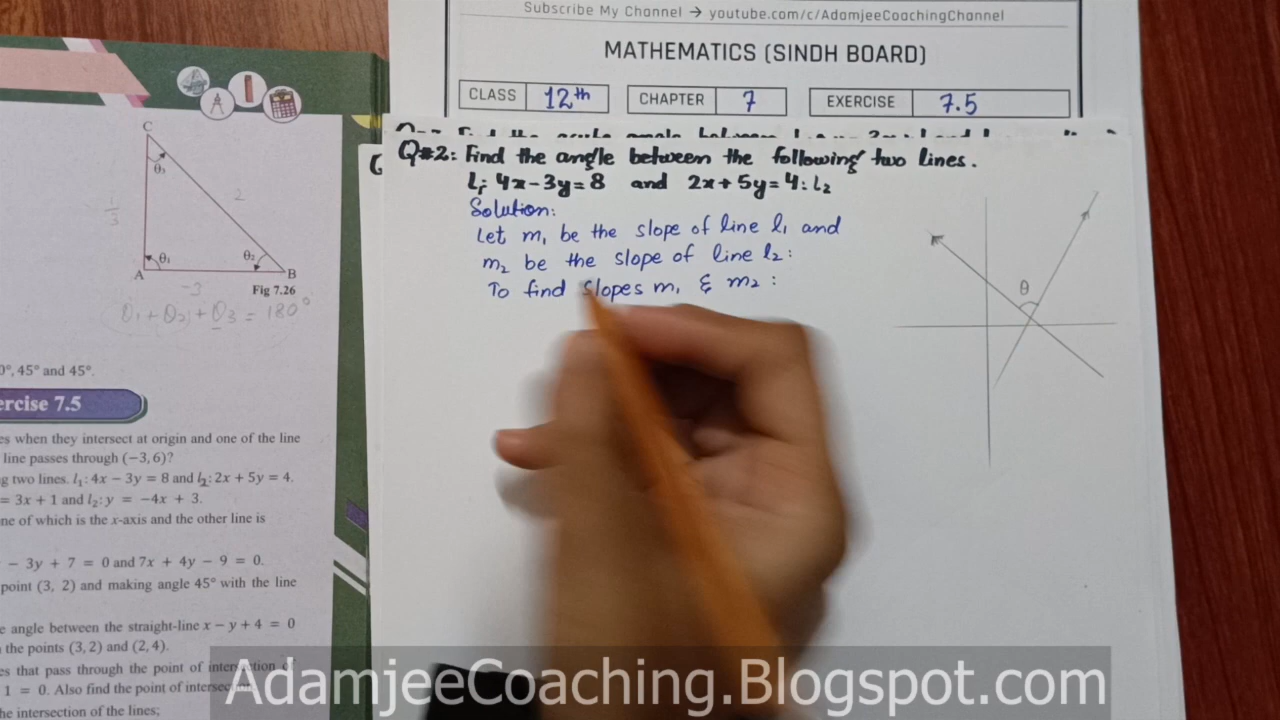 Subscribe My Channel → youtube.com/c/AdamjeeCoachingChannel
MATHEMATICS (SINDH BOARD)
CLASS 12th CHAPTER 7 EXERCISE 7.5
Q#2: Find the angle between the following two lines.
l₁: 4x-3y=8 and 2x+5y=4 : L₂
Solution:
Let m₁ be the slope of line l₁ and
m₂ be the slope of line l₂:
To find slopes m₁ & m₂ :
θ
C
θ₃
1/3
2
θ₁
θ₂
A
B
-3
Fig 7.26
θ₁ + θ₂ + θ₃ = 180°
0°, 45° and 45°.
ercise 7.5
es when they intersect at origin and one of the line
line passes through (−3, 6)?
g two lines. l₁: 4x − 3y = 8 and l₂: 2x + 5y = 4.
= 3x + 1 and l₂: y = −4x + 3.
ne of which is the x-axis and the other line is
− 3y + 7 = 0 and 7x + 4y − 9 = 0.
point (3, 2) and making angle 45° with the line
e angle between the straight-line x − y + 4 = 0
the points (3, 2) and (2, 4).
es that pass through the point of intersection of
1 = 0. Also find the point of
he intersection of the lines;
AdamjeeCoaching.Blogspot.com